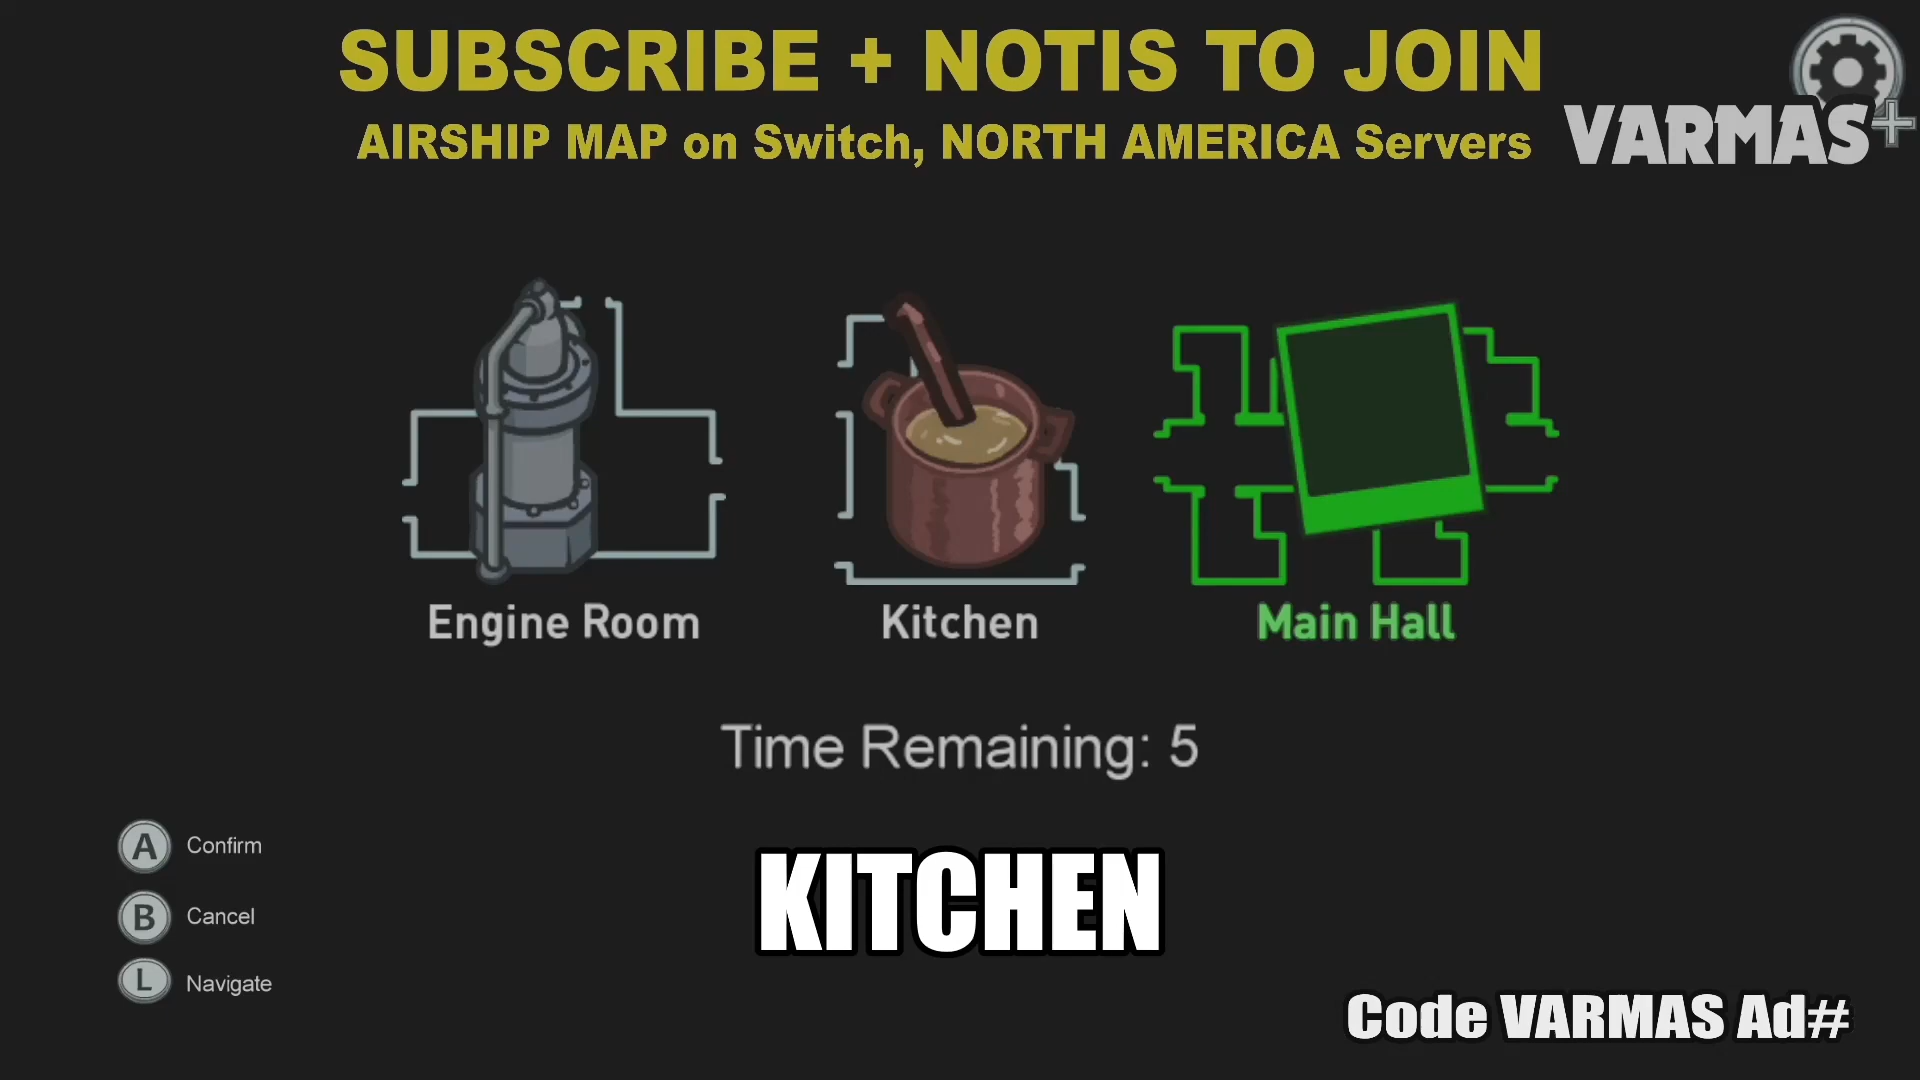 SUBSCRIBE + NOTIS TO JOIN
AIRSHIP MAP on Switch, NORTH AMERICA Servers
VARMAS+
Engine Room
Kitchen
Main Hall
Time Remaining: 5
A Confirm
B Cancel
L Navigate
KITCHEN
Code VARMAS Ad#